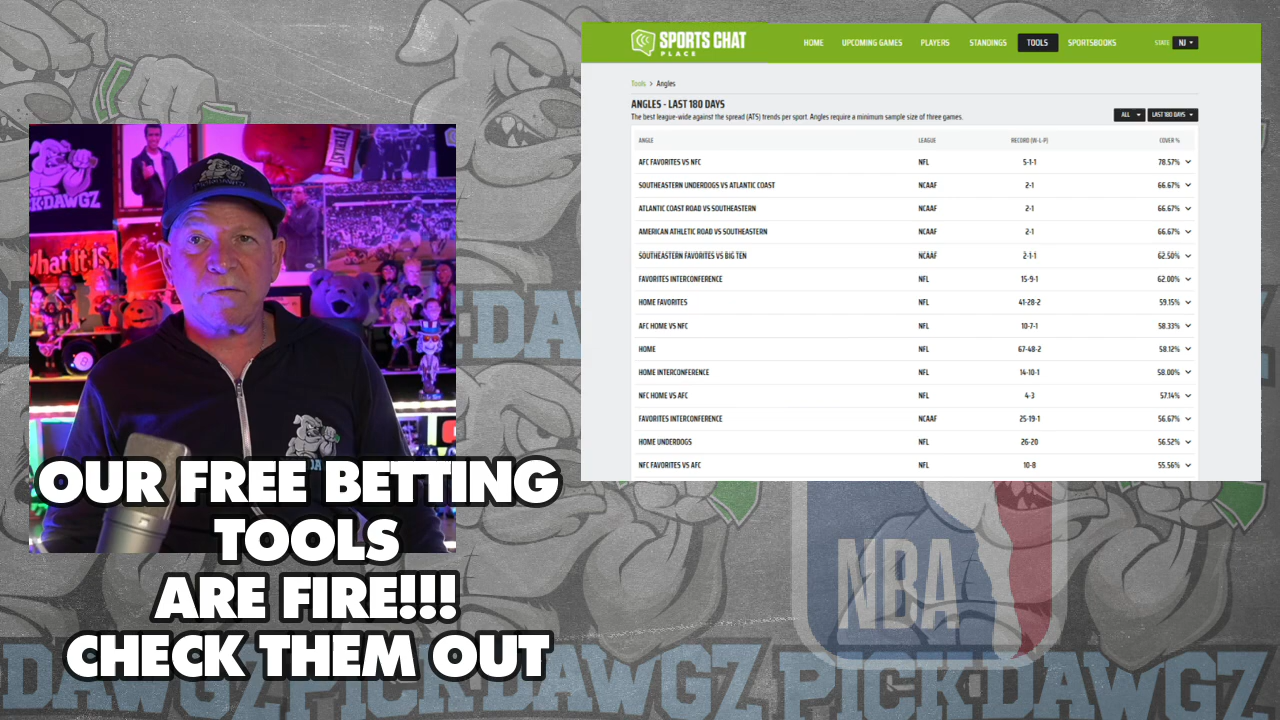 SPORTS CHAT
PLACE
HOME UPCOMING GAMES PLAYERS STANDINGS TOOLS SPORTSBOOKS STATE NJ
Tools > Angles
ANGLES - LAST 180 DAYS
The best league-wide against the spread (ATS) trends per sport. Angles require a minimum sample size of three games.
ALL LAST 180 DAYS
ANGLE LEAGUE RECORD (W-L-P) COVER %
AFC FAVORITES VS NFC NFL 5-1-1 78.57%
SOUTHEASTERN UNDERDOGS VS ATLANTIC COAST NCAAF 2-1 66.67%
ATLANTIC COAST ROAD VS SOUTHEASTERN NCAAF 2-1 66.67%
AMERICAN ATHLETIC ROAD VS SOUTHEASTERN NCAAF 2-1 66.67%
SOUTHEASTERN FAVORITES VS BIG TEN NCAAF 2-1-1 62.50%
FAVORITES INTERCONFERENCE NFL 15-9-1 62.00%
HOME FAVORITES NFL 41-28-2 59.15%
AFC HOME VS NFC NFL 10-7-1 58.33%
HOME NFL 67-48-2 58.12%
HOME INTERCONFERENCE NFL 14-10-1 58.00%
NFC HOME VS AFC NFL 4-3 57.14%
FAVORITES INTERCONFERENCE NCAAF 25-19-1 56.67%
HOME UNDERDOGS NFL 26-20 56.52%
NFC FAVORITES VS AFC NFL 10-8 55.56%
What It is
OUR FREE BETTING
TOOLS
ARE FIRE!!!
CHECK THEM OUT
NBA
DAWGZ PICKDAWGZ PICKDAWGZ